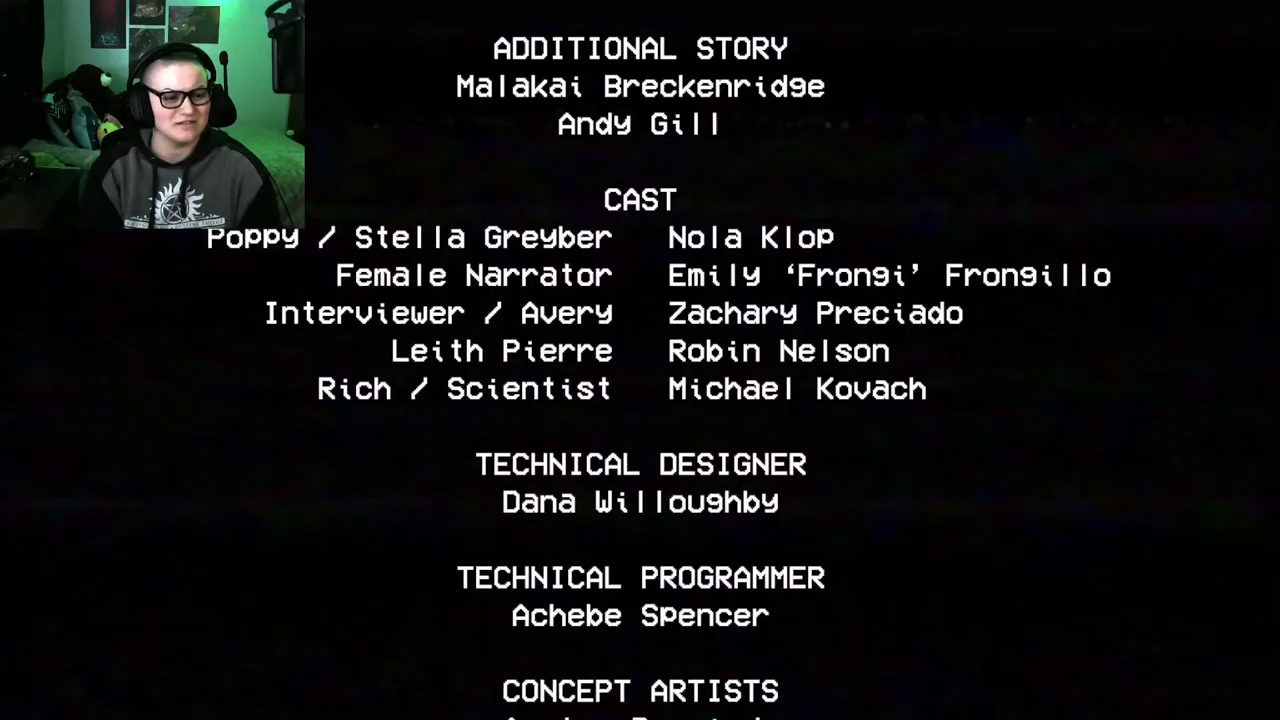 ADDITIONAL STORY
Malakai Breckenridge
Andy Gill
CAST
Poppy / Stella Greyber Nola Klop
Female Narrator Emily ‘Frongi’ Frongillo
Interviewer / Avery Zachary Preciado
Leith Pierre Robin Nelson
Rich / Scientist Michael Kovach
TECHNICAL DESIGNER
Dana Willoughby
TECHNICAL PROGRAMMER
Achebe Spencer
CONCEPT ARTISTS